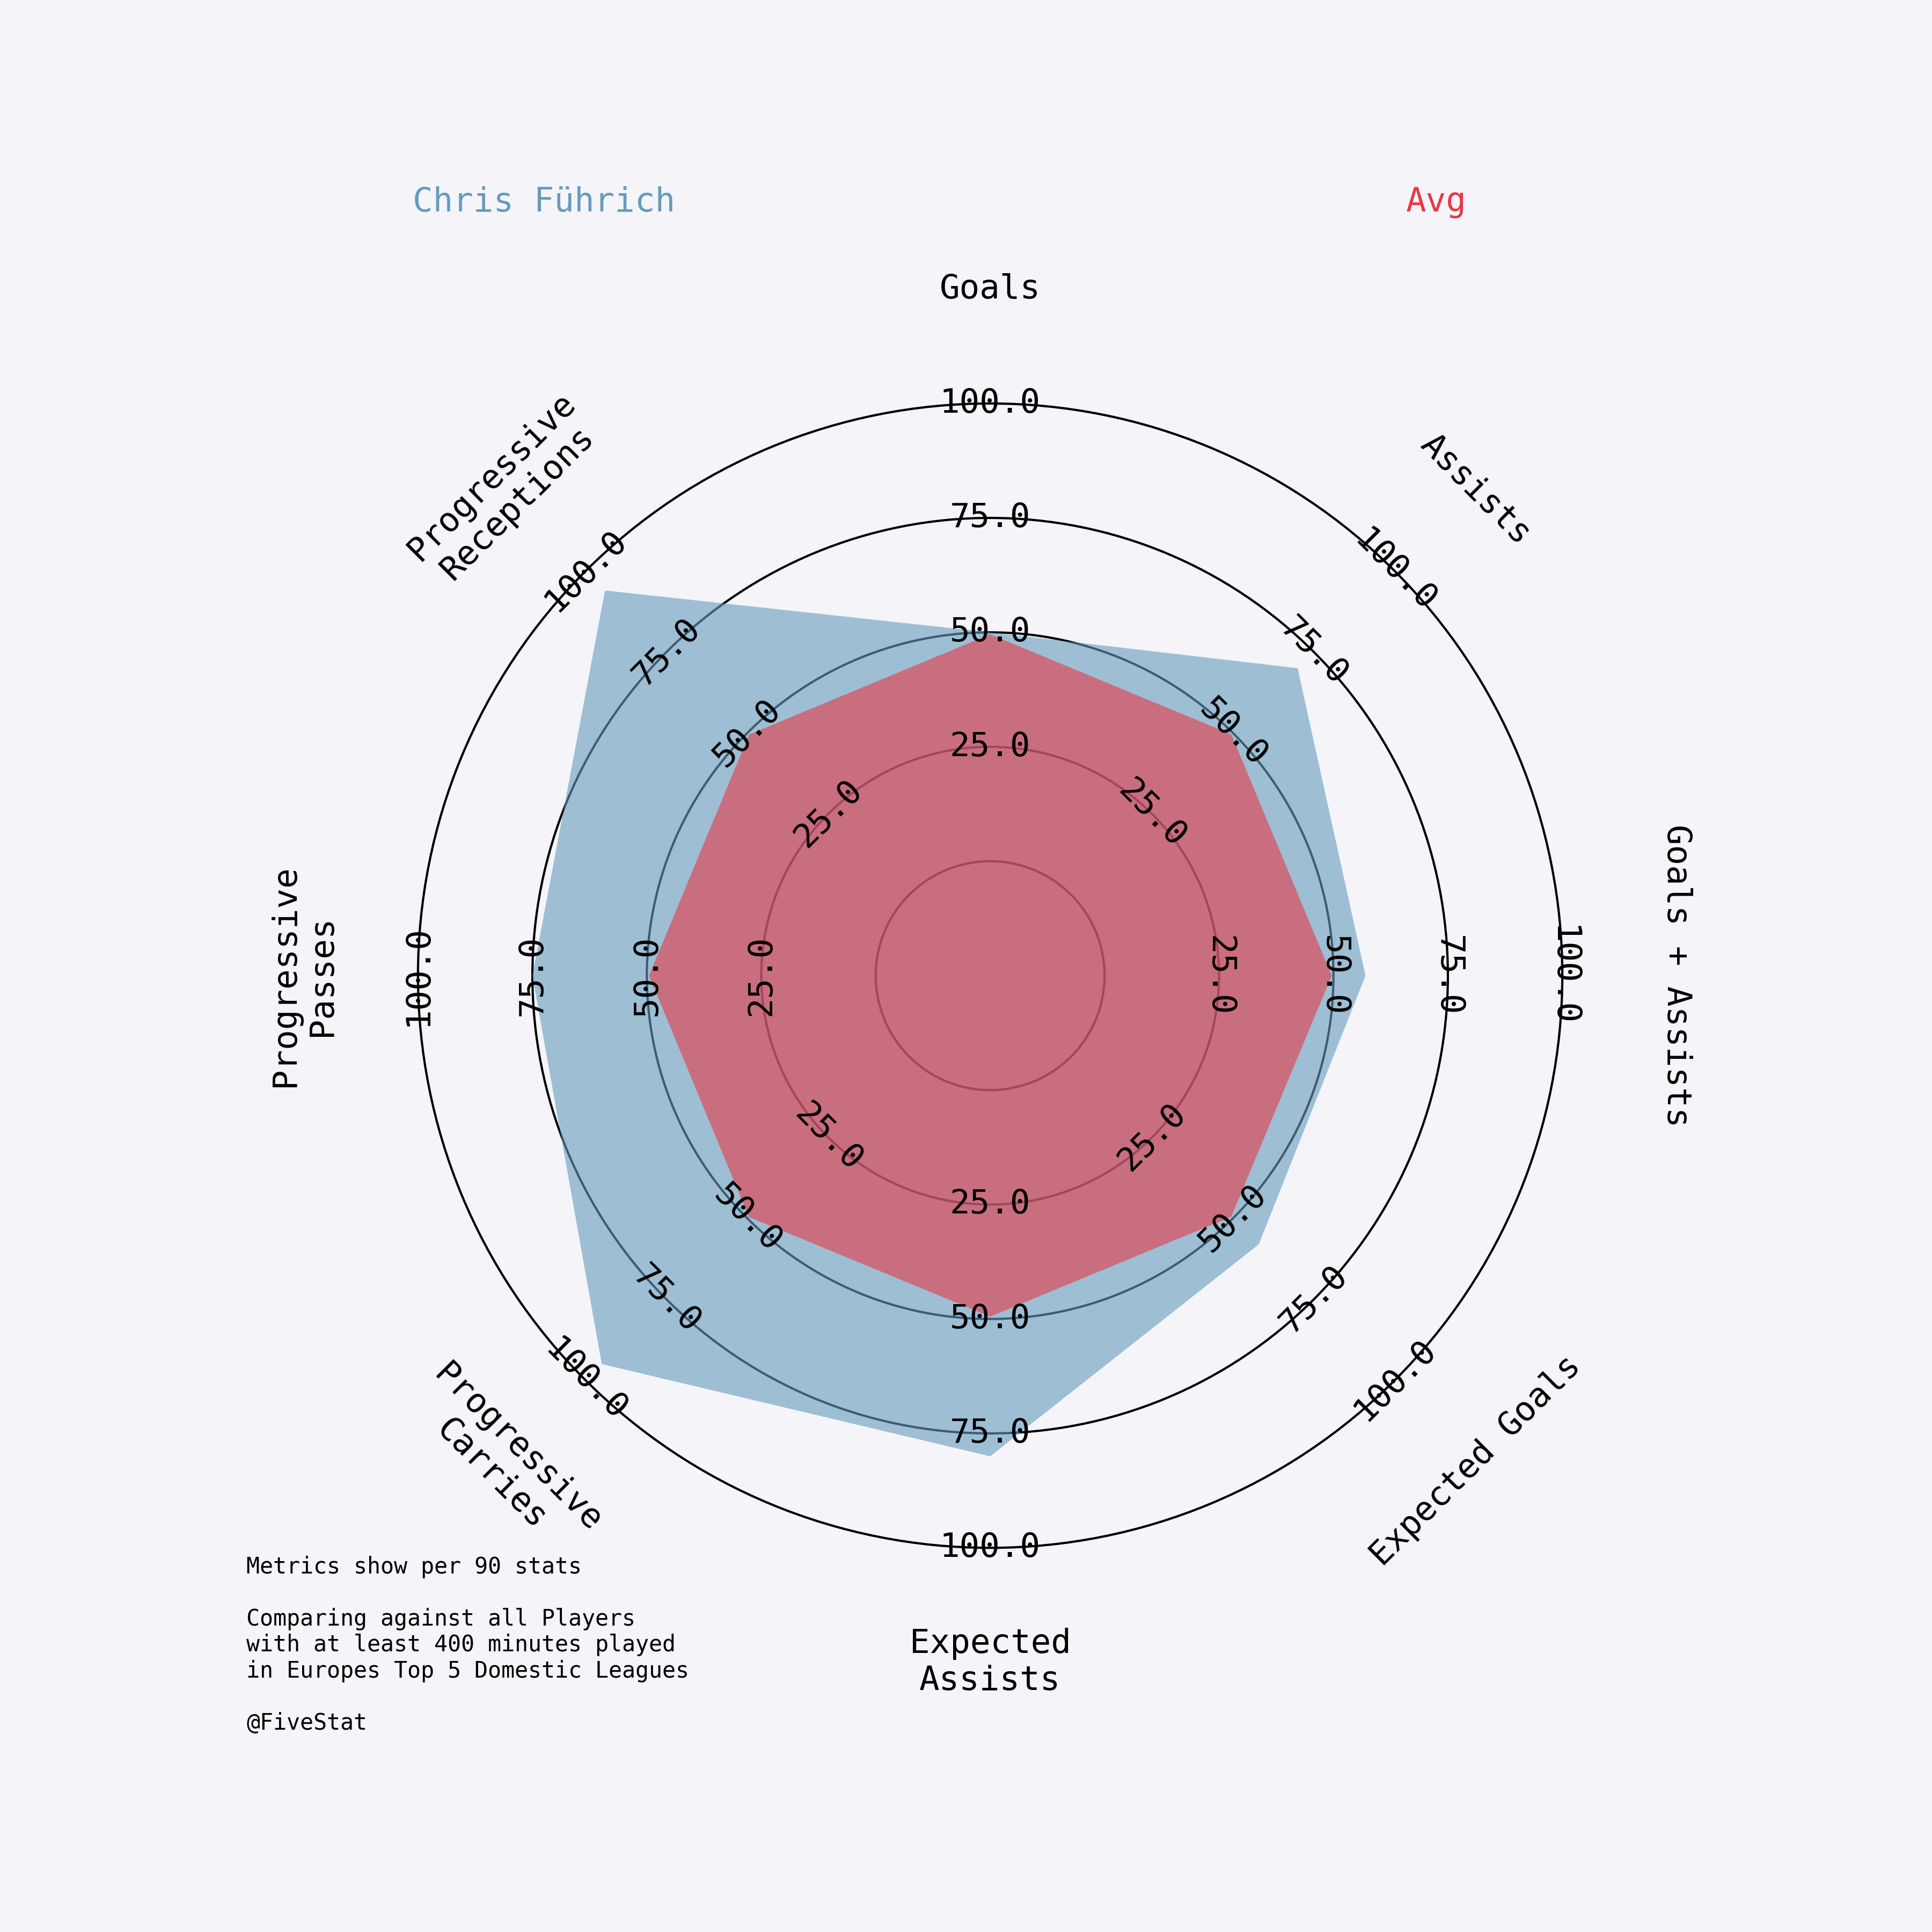 Chris Führich
Avg
Goals
Assists
Goals + Assists
Expected Goals
Expected
Assists
Progressive
Carries
Progressive
Passes
Progressive
Receptions
25.0
50.0
75.0
100.0
25.0
50.0
75.0
100.0
25.0
50.0
75.0
100.0
25.0
50.0
75.0
100.0
25.0
50.0
75.0
100.0
25.0
50.0
75.0
100.0
25.0
50.0
75.0
100.0
25.0
50.0
75.0
100.0
Metrics show per 90 stats
Comparing against all Players
with at least 400 minutes played
in Europes Top 5 Domestic Leagues
@FiveStat